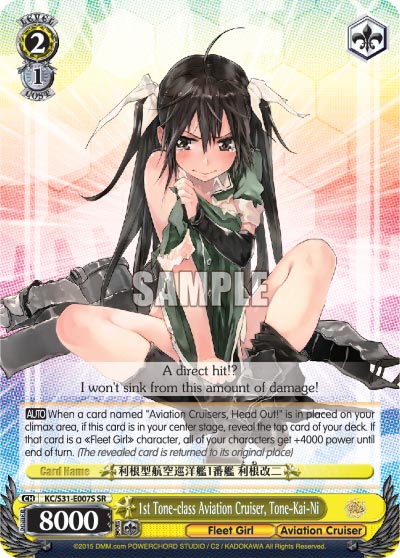 LEVEL
2
1
COST
SAMPLE
A direct hit!?
I won't sink from this amount of damage!
AUTO When a card named "Aviation Cruisers, Head Out!" is placed on
your climax area, if this card is in your center stage, reveal the top card of your deck. If
that card is a «Fleet Girl» character, all of your characters get +4000 power until
end of turn. (The revealed card is returned to its original place)
Card Name
利根型航空巡洋艦1番艦 利根改二
とね
CH
KC/S31-E007S SR
1st Tone-class Aviation Cruiser, Tone-Kai-Ni
POWER
8000
Fleet Girl
Aviation Cruiser
©2015 DMM.com POWERCHORD STUDIO / C2 / KADOKAWA All Rights Reserved.